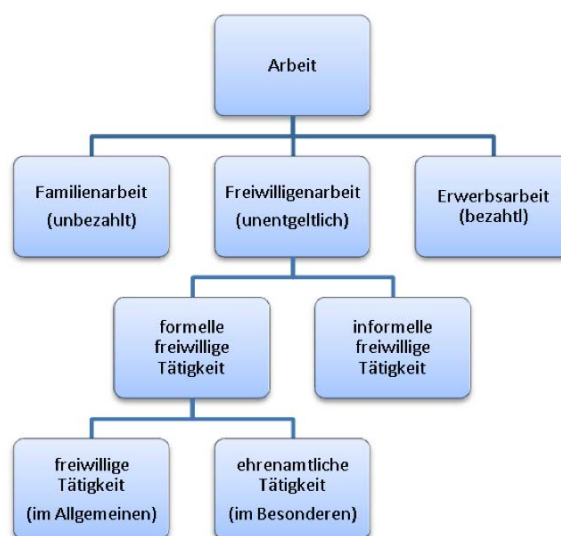 Arbeit
Familienarbeit
(unbezahlt)
Freiwilligenarbeit
(unentgeltlich)
Erwerbsarbeit
(bezahtl)
formelle
freiwillige
Tätigkeit
informelle
freiwillige
Tätigkeit
freiwillige
Tätigkeit
(im Allgemeinen)
ehrenamtliche
Tätigkeit
(im Besonderen)